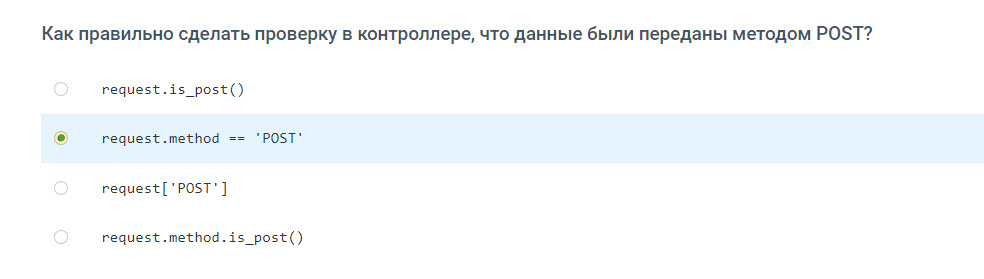 Как правильно сделать проверку в контроллере, что данные были переданы методом POST?
request.is_post()
request.method == 'POST'
request['POST']
request.method.is_post()